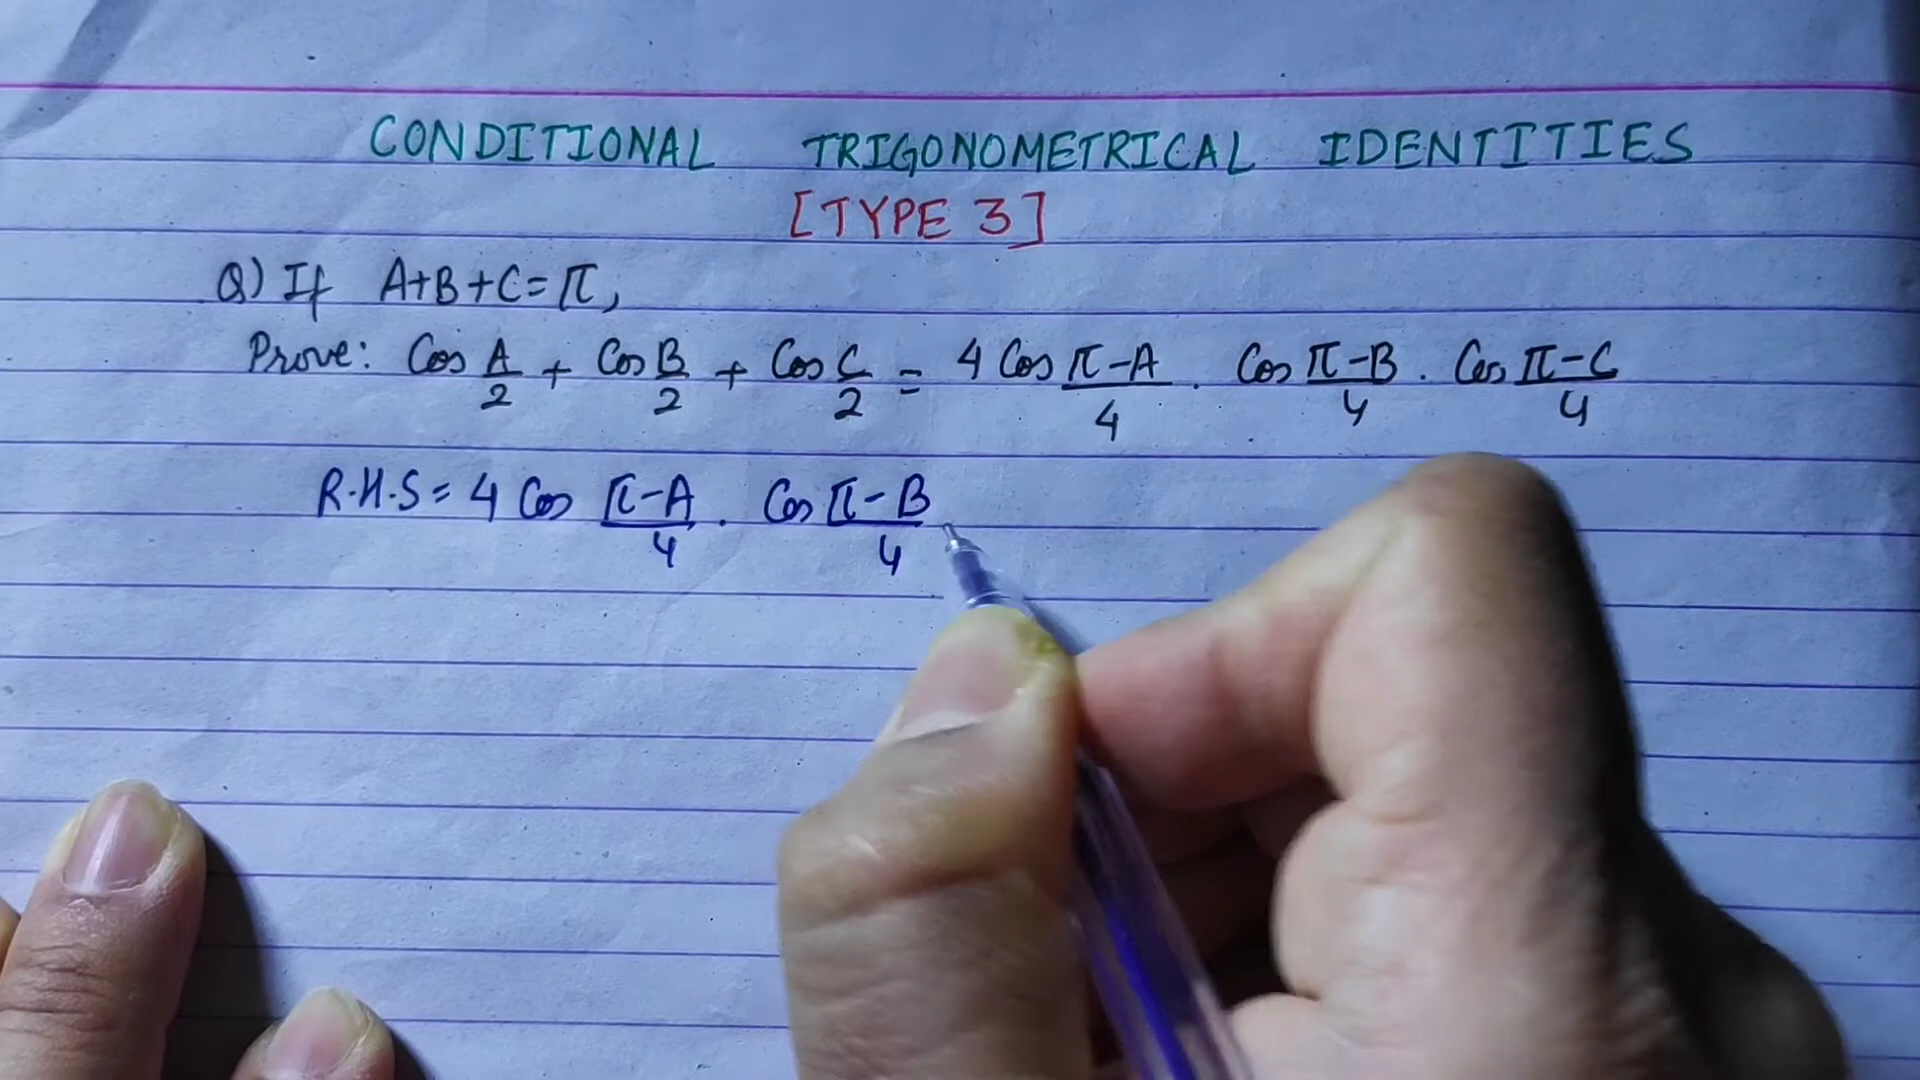 CONDITIONAL TRIGONOMETRICAL IDENTITIES
[TYPE 3]
Q) If A+B+C=π,
Prove: Cos A/2 + Cos B/2 + Cos C/2 = 4 Cos π-A/4 . Cos π-B/4 . Cos π-C/4
R.H.S = 4 Cos π-A/4 . Cos π-B/4